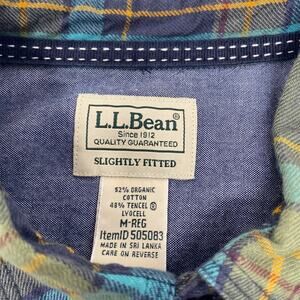 L.L.Bean®
Since 1912
QUALITY GUARANTEED
SLIGHTLY FITTED
52% ORGANIC
COTTON
48% TENCEL ®
LYOCELL
M-REG
ItemID 505083
MADE IN SRI LANKA
CARE ON REVERSE